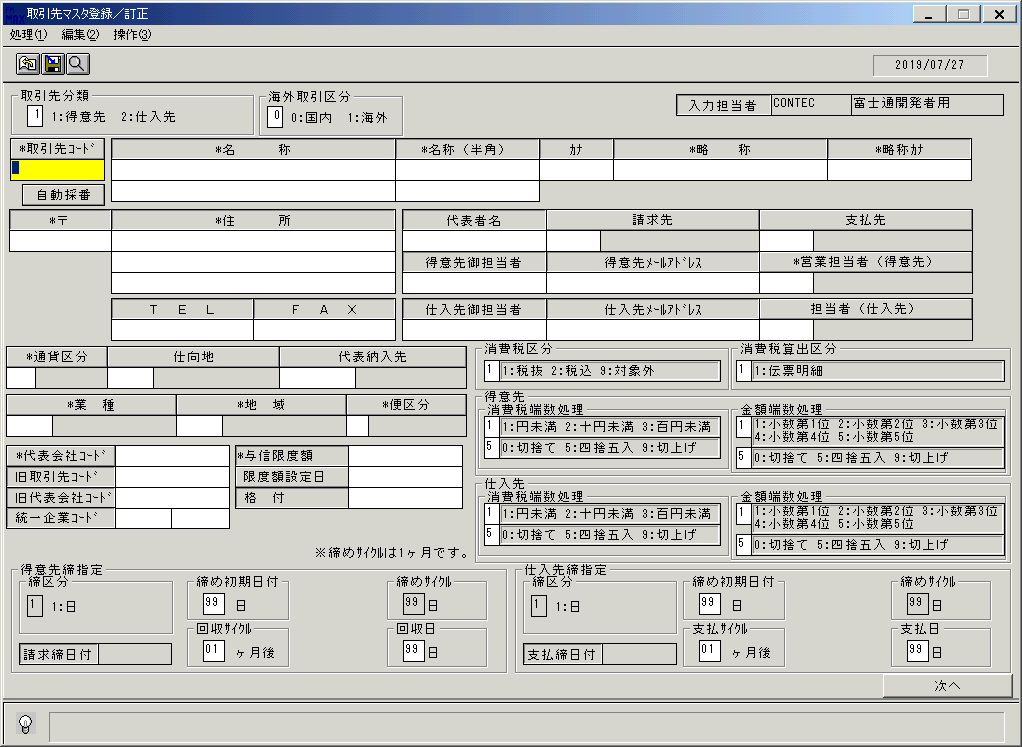 取引先マスタ登録／訂正
処理(1) 編集(2) 操作(3)
2019/07/27
取引先分類
1 1:得意先 2:仕入先
海外取引区分
0 0:国内 1:海外
入力担当者 CONTEC 富士通開発者用
*取引先ｺｰﾄﾞ *名 称 *名称（半角） ｶﾅ *略 称 *略称ｶﾅ
自動採番
*〒 *住 所 代表者名 請求先 支払先
得意先御担当者 得意先ﾒｰﾙｱﾄﾞﾚｽ *営業担当者（得意先）
ＴＥＬ ＦＡＸ 仕入先御担当者 仕入先ﾒｰﾙｱﾄﾞﾚｽ 担当者（仕入先）
*通貨区分 仕向地 代表納入先
消費税区分
1 1:税抜 2:税込 9:対象外
消費税算出区分
1 1:伝票明細
*業 種 *地 域 *便区分
得意先
消費税端数処理
1 1:円未満 2:十円未満 3:百円未満
5 0:切捨て 5:四捨五入 9:切上げ
金額端数処理
1 1:小数第1位 2:小数第2位 3:小数第3位
4:小数第4位 5:小数第5位
5 0:切捨て 5:四捨五入 9:切上げ
*代表会社ｺｰﾄﾞ *与信限度額
旧取引先ｺｰﾄﾞ 限度額設定日
旧代表会社ｺｰﾄﾞ 格 付
統一企業ｺｰﾄﾞ
仕入先
消費税端数処理
1 1:円未満 2:十円未満 3:百円未満
5 0:切捨て 5:四捨五入 9:切上げ
金額端数処理
1 1:小数第1位 2:小数第2位 3:小数第3位
4:小数第4位 5:小数第5位
5 0:切捨て 5:四捨五入 9:切上げ
※締めｻｲｸﾙは1ヶ月です。
得意先締指定
締区分
1 1:日
締め初期日付
99 日
締めｻｲｸﾙ
99 日
請求締日付
回収ｻｲｸﾙ
01 ヶ月後
回収日
99 日
仕入先締指定
締区分
1 1:日
締め初期日付
99 日
締めｻｲｸﾙ
99 日
支払締日付
支払ｻｲｸﾙ
01 ヶ月後
支払日
99 日
次へ